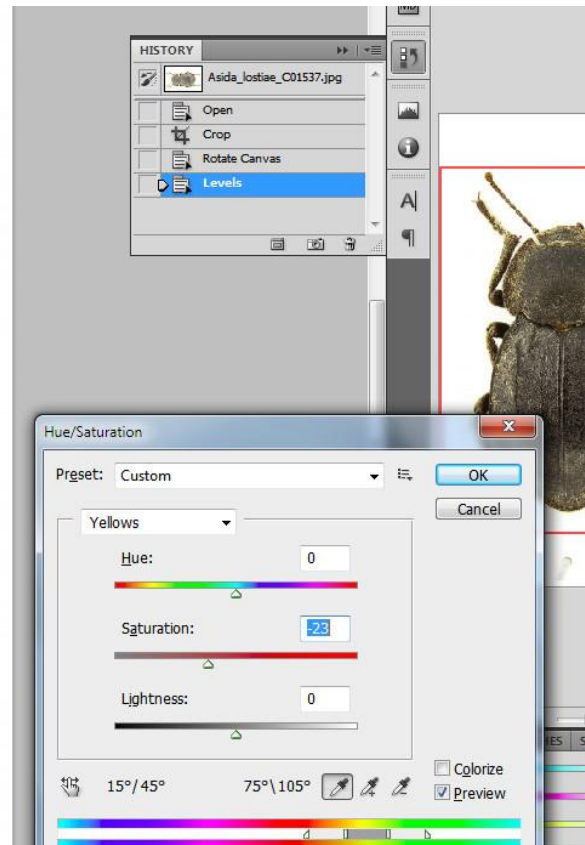 MB
HISTORY
Asida_lostiae_C01537.jpg
Open
Crop
Rotate Canvas
Levels
A
¶
Hue/Saturation
Preset: Custom
OK
Cancel
Yellows
Hue: 0
Saturation: -23
Lightness: 0
Colorize
15°/45° 75°\105°
Preview